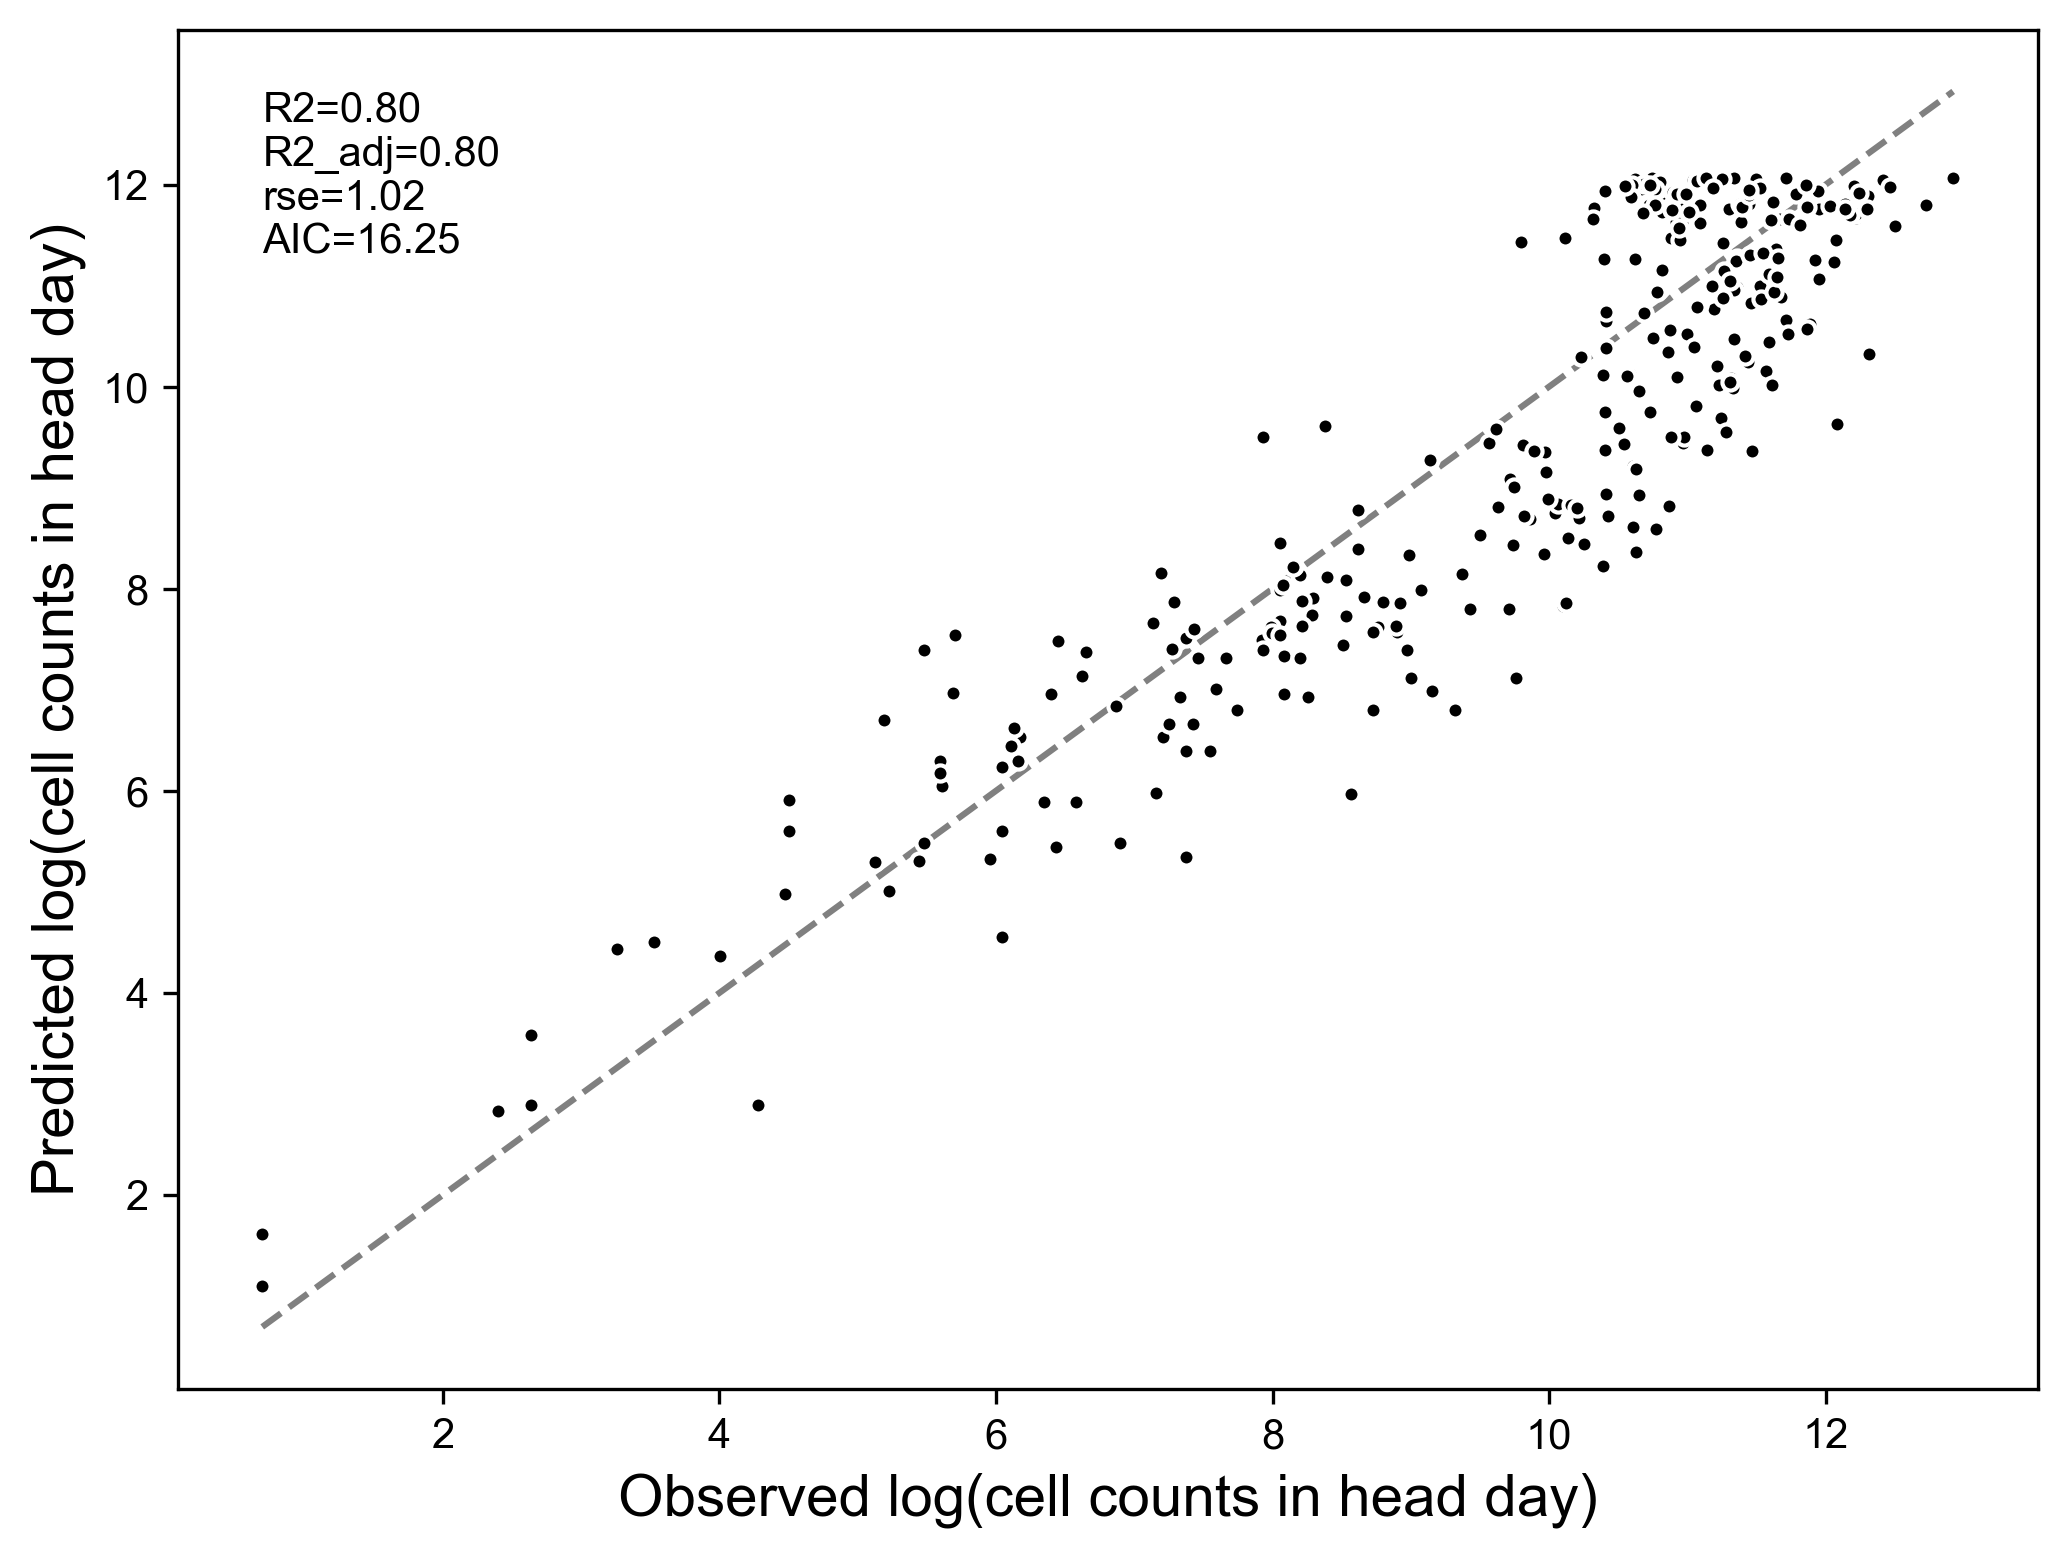 R2=0.80
R2_adj=0.80
rse=1.02
AIC=16.25
Predicted log(cell counts in head day)
12
10
8
6
4
2
2 4 6 8 10 12
Observed log(cell counts in head day)